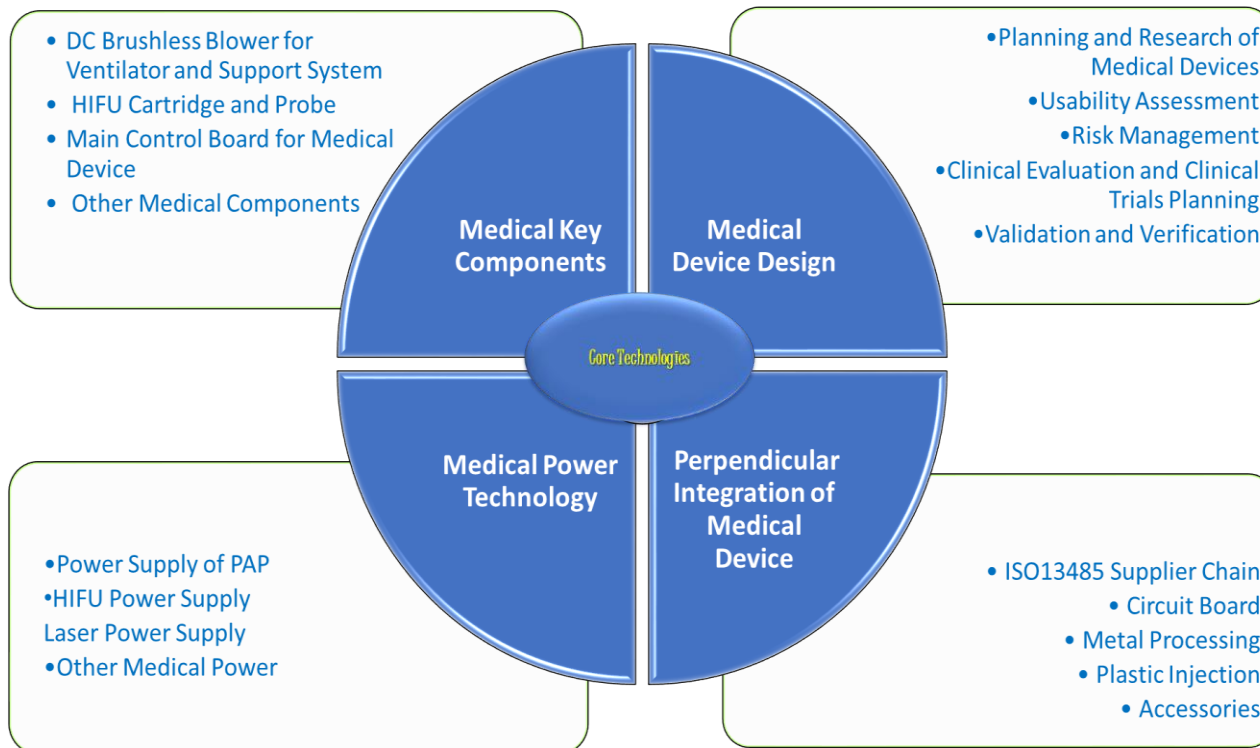 • DC Brushless Blower for
Ventilator and Support System
• HIFU Cartridge and Probe
• Main Control Board for Medical
Device
• Other Medical Components
•Planning and Research of
Medical Devices
•Usability Assessment
•Risk Management
•Clinical Evaluation and Clinical
Trials Planning
•Validation and Verification
Medical Key
Components
Medical
Device Design
Core Technologies
Medical Power
Technology
Perpendicular
Integration of
Medical
Device
•Power Supply of PAP
•HIFU Power Supply
Laser Power Supply
•Other Medical Power
• ISO13485 Supplier Chain
• Circuit Board
• Metal Processing
• Plastic Injection
• Accessories